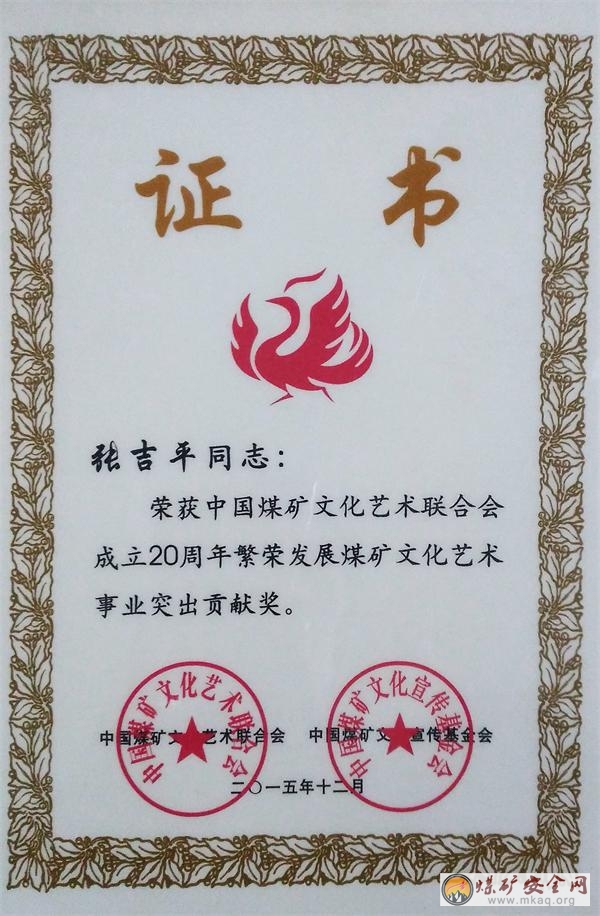 证 书
张吉平同志：
荣获中国煤矿文化艺术联合会
成立20周年繁荣发展煤矿文化艺术
事业突出贡献奖。
中国煤矿文化艺术联合会
中国煤矿文化宣传基金会
中国煤矿文化艺术联合会 中国煤矿文化宣传基金会
二〇一五年十二月
煤矿安全网
www.mkaq.org